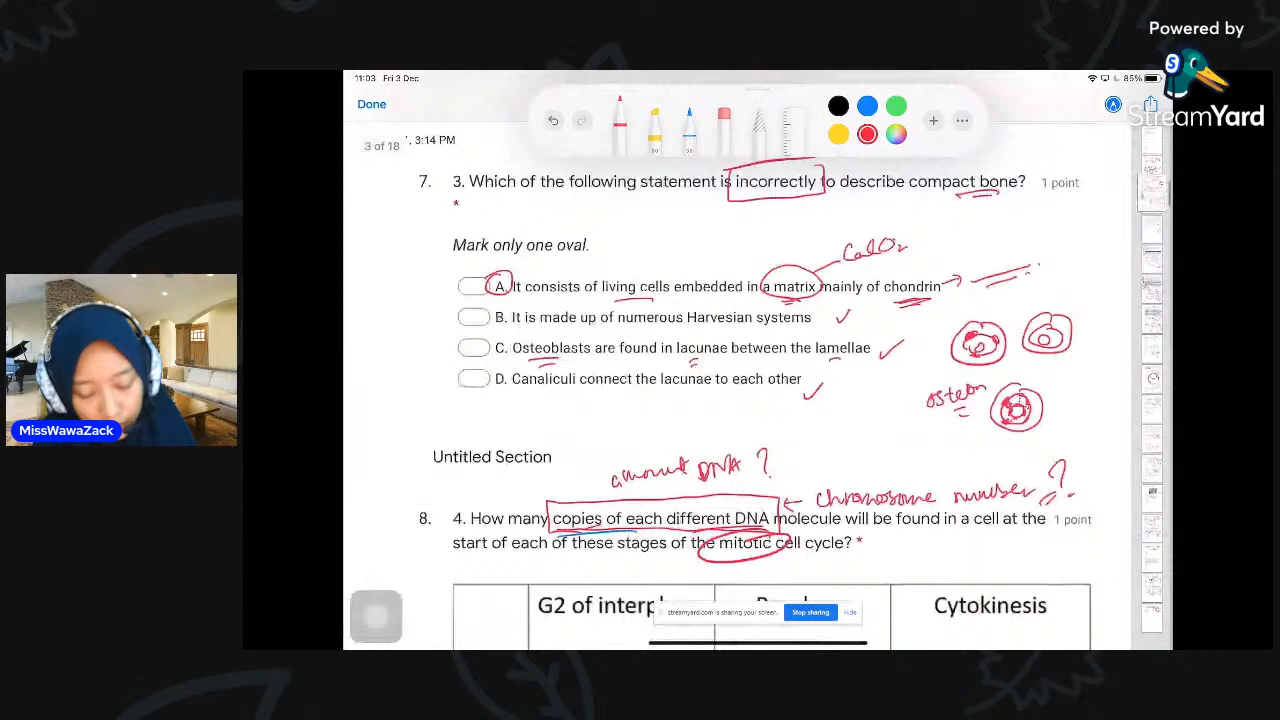 Powered by
StreamYard
11:03 Fri 3 Dec
85%
Done
3 of 18
, 3:14 PM
7. 3. Which of the following statement is incorrectly to describe compact bone? 1 point
*
Mark only one oval.
CaCO2
A. It consists of living cells embedded in a matrix mainly of chondrin
B. It is made up of numerous Harvesian systems
C. Osteoblasts are found in lacunae between the lamellae
D. Canaliculi connect the lacunae to each other
osteon
MissWawaZack
Untitled Section
amount DNA ?
chromosome number ?
8. 4. How many copies of each different DNA molecule will be found in a cell at the 1 point
start of each of these stages of the mitotic cell cycle? *
G2 of interph
Cytokinesis
streamyard.com is sharing your screen.
Stop sharing
Hide